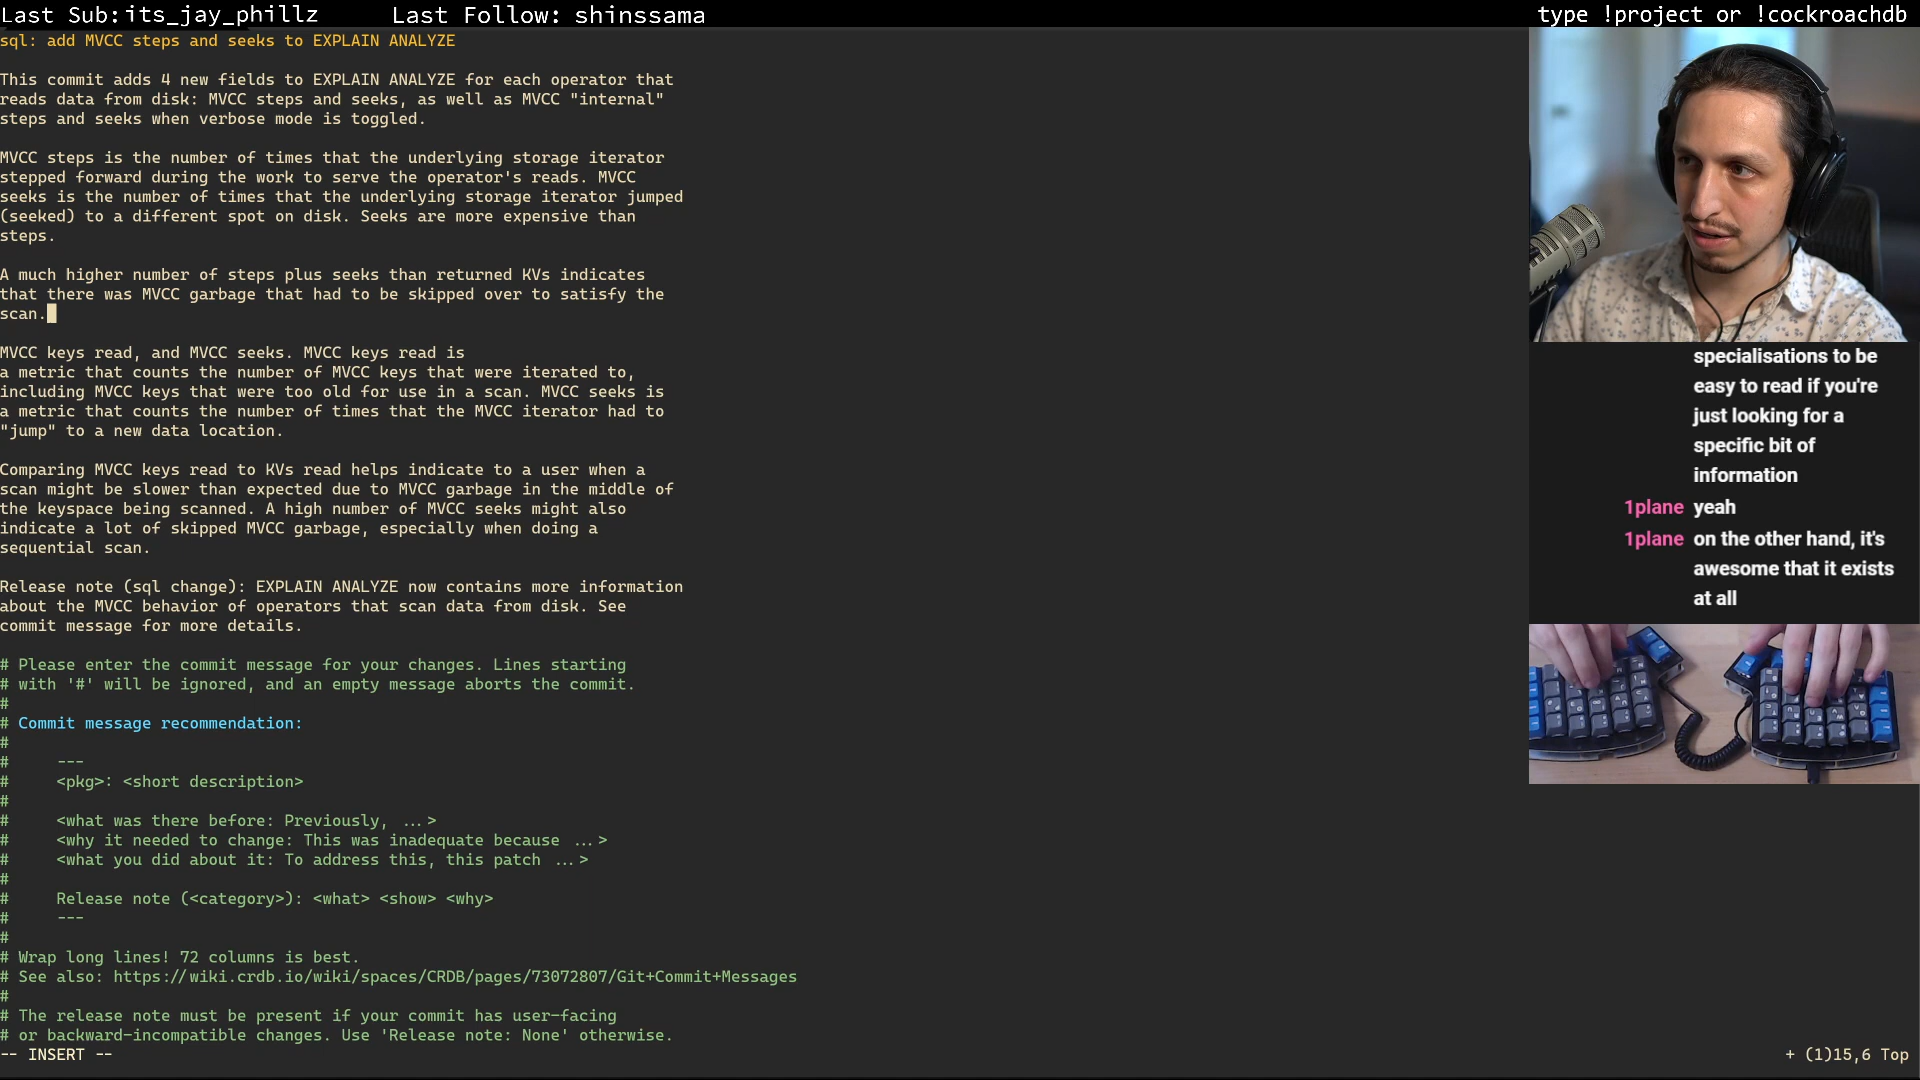 Last Sub:its_jay_phillz
Last Follow: shinssama
type !project or !cockroachdb
sql: add MVCC steps and seeks to EXPLAIN ANALYZE
This commit adds 4 new fields to EXPLAIN ANALYZE for each operator that
reads data from disk: MVCC steps and seeks, as well as MVCC "internal"
steps and seeks when verbose mode is toggled.
MVCC steps is the number of times that the underlying storage iterator
stepped forward during the work to serve the operator's reads. MVCC
seeks is the number of times that the underlying storage iterator jumped
(seeked) to a different spot on disk. Seeks are more expensive than
steps.
A much higher number of steps plus seeks than returned KVs indicates
that there was MVCC garbage that had to be skipped over to satisfy the
scan.
MVCC keys read, and MVCC seeks. MVCC keys read is
a metric that counts the number of MVCC keys that were iterated to,
including MVCC keys that were too old for use in a scan. MVCC seeks is
a metric that counts the number of times that the MVCC iterator had to
"jump" to a new data location.
Comparing MVCC keys read to KVs read helps indicate to a user when a
scan might be slower than expected due to MVCC garbage in the middle of
the keyspace being scanned. A high number of MVCC seeks might also
indicate a lot of skipped MVCC garbage, especially when doing a
sequential scan.
Release note (sql change): EXPLAIN ANALYZE now contains more information
about the MVCC behavior of operators that scan data from disk. See
commit message for more details.
# Please enter the commit message for your changes. Lines starting
# with '#' will be ignored, and an empty message aborts the commit.
#
# Commit message recommendation:
#
#     ---
#     <pkg>: <short description>
#
#     <what was there before: Previously, ...>
#     <why it needed to change: This was inadequate because ...>
#     <what you did about it: To address this, this patch ...>
#
#     Release note (<category>): <what> <show> <why>
#     ---
#
# Wrap long lines! 72 columns is best.
# See also: https://wiki.crdb.io/wiki/spaces/CRDB/pages/73072807/Git+Commit+Messages
#
# The release note must be present if your commit has user-facing
# or backward-incompatible changes. Use 'Release note: None' otherwise.
-- INSERT --
+ (1)15,6 Top
specialisations to be
easy to read if you're
just looking for a
specific bit of
information
1plane yeah
1plane on the other hand, it's
awesome that it exists
at all